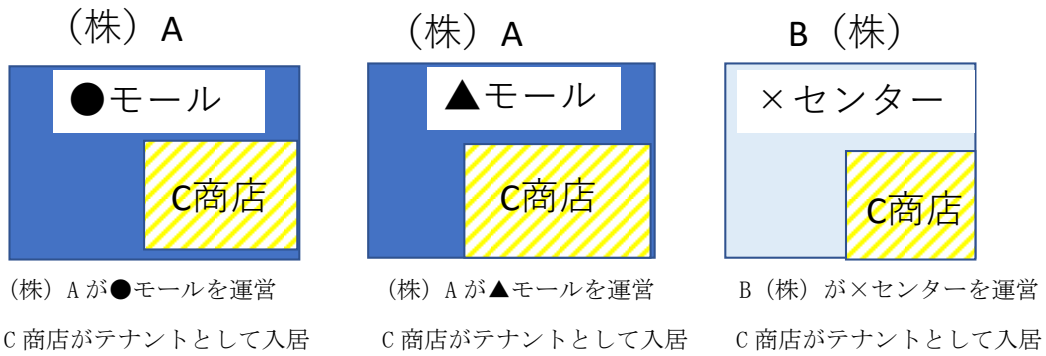 （株）A
●モール
C商店
（株）Aが●モールを運営
C商店がテナントとして入居
（株）A
▲モール
C商店
（株）Aが▲モールを運営
C商店がテナントとして入居
B（株）
×センター
C商店
B（株）が×センターを運営
C商店がテナントとして入居